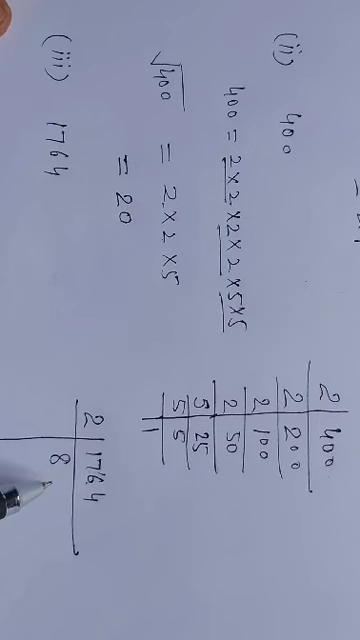 (ii) 400
400 = 2 × 2 × 2 × 2 × 5 × 5
√400 = 2 × 2 × 5
= 20
(iii) 1764
2 400
2 200
2 100
2 50
5 25
5 5
1
2 1764
8